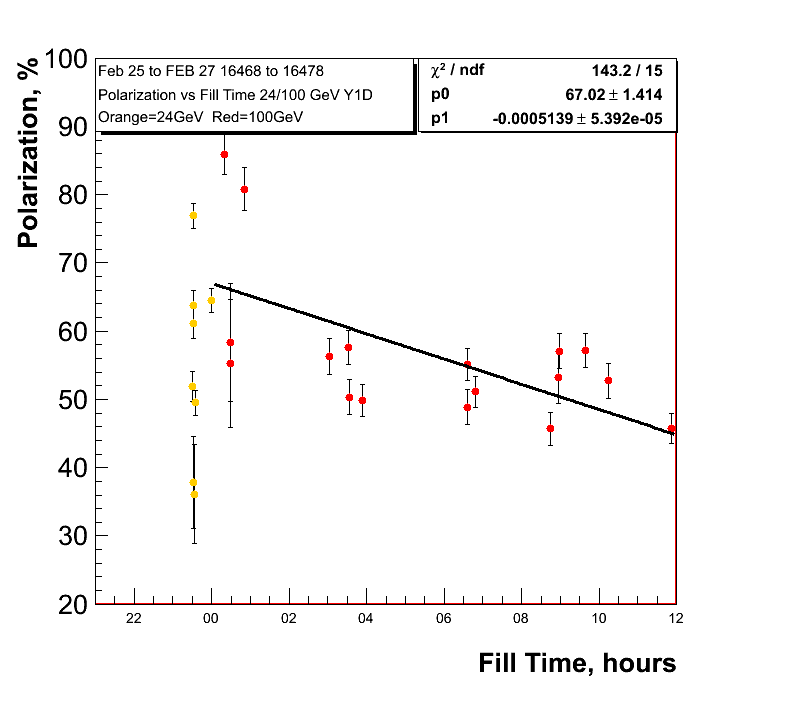 Polarization, %
100
90
80
70
60
50
40
30
20
Feb 25 to FEB 27 16468 to 16478
Polarization vs Fill Time 24/100 GeV Y1D
Orange=24GeV  Red=100GeV
χ² / ndf 143.2 / 15
p0 67.02 ± 1.414
p1 -0.0005139 ± 5.392e-05
22 00 02 04 06 08 10 12
Fill Time, hours